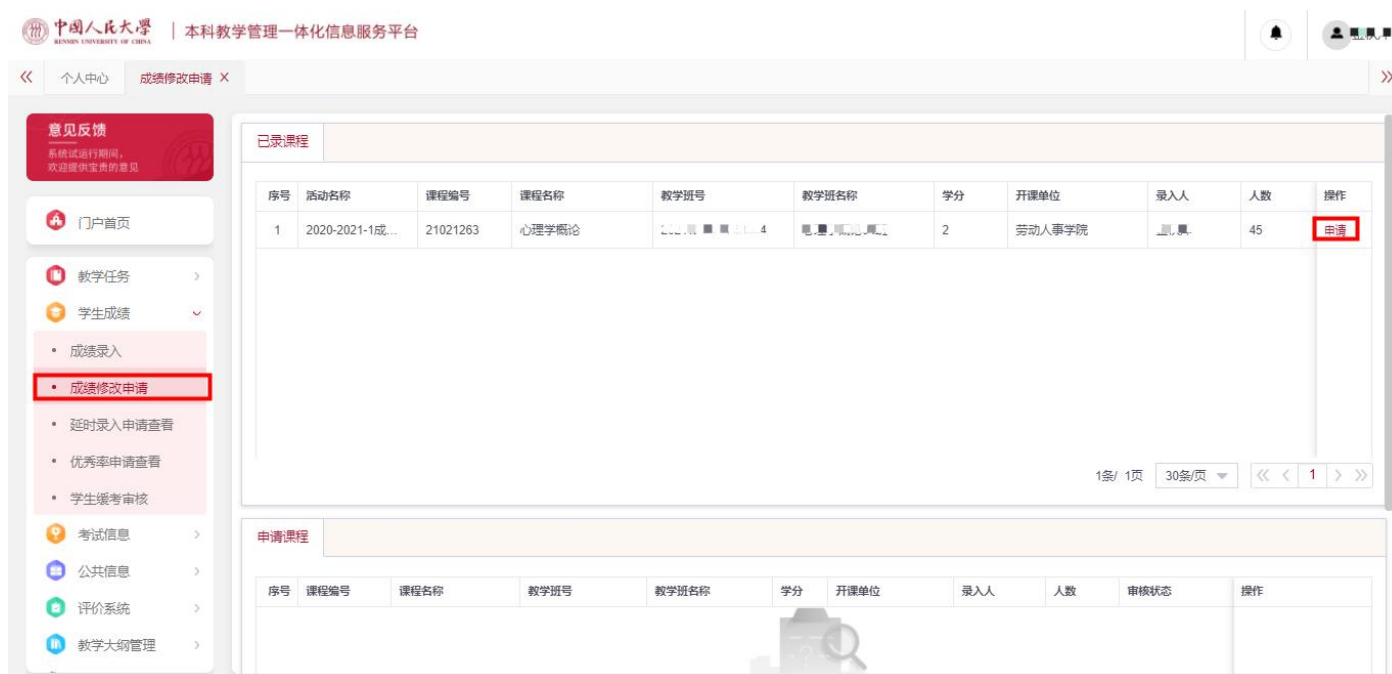 中国人民大学
RENMIN UNIVERSITY OF CHINA
本科教学管理一体化信息服务平台
个人中心
成绩修改申请
意见反馈
系统试运行期间，
欢迎提供宝贵的意见
门户首页
教学任务
学生成绩
成绩录入
成绩修改申请
延时录入申请查看
优秀率申请查看
学生缓考审核
考试信息
公共信息
评价系统
教学大纲管理
已录课程
序号 活动名称 课程编号 课程名称 教学班号 教学班名称 学分 开课单位 录入人 人数 操作
1 2020-2021-1成... 21021263 心理学概论 2 劳动人事学院 45 申请
1条/ 1页 30条/页 1
申请课程
序号 课程编号 课程名称 教学班号 教学班名称 学分 开课单位 录入人 人数 审核状态 操作